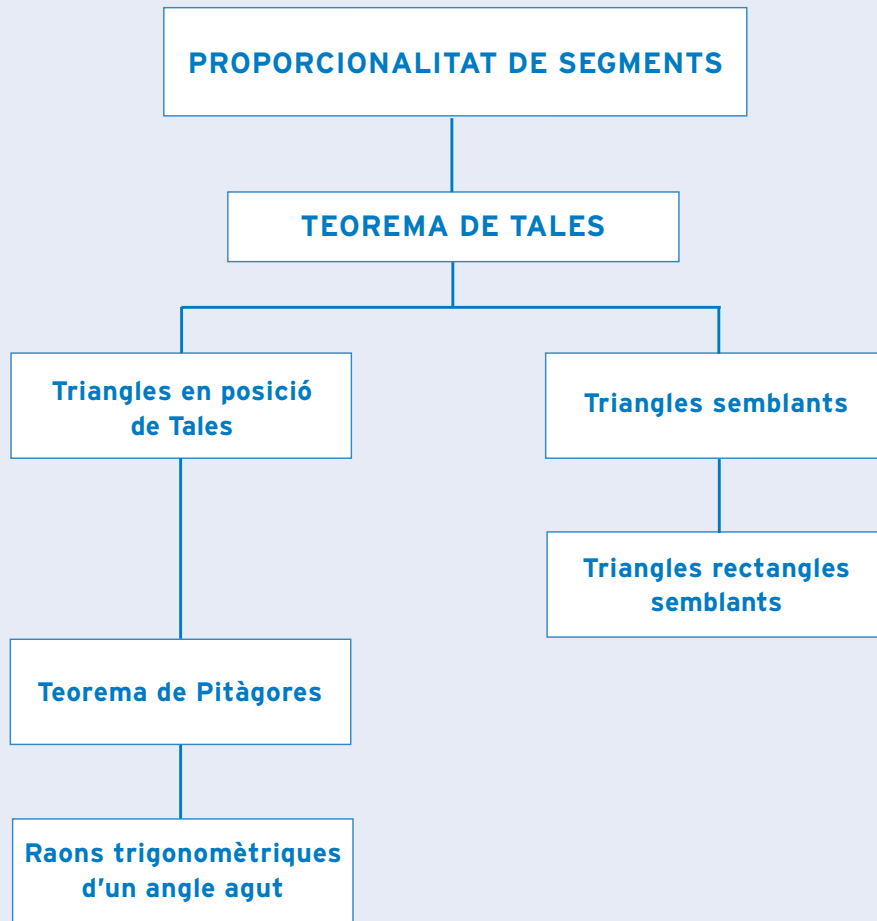 PROPORCIONALITAT DE SEGMENTS
TEOREMA DE TALES
Triangles en posició
de Tales
Triangles semblants
Triangles rectangles
semblants
Teorema de Pitàgores
Raons trigonomètriques
d'un angle agut